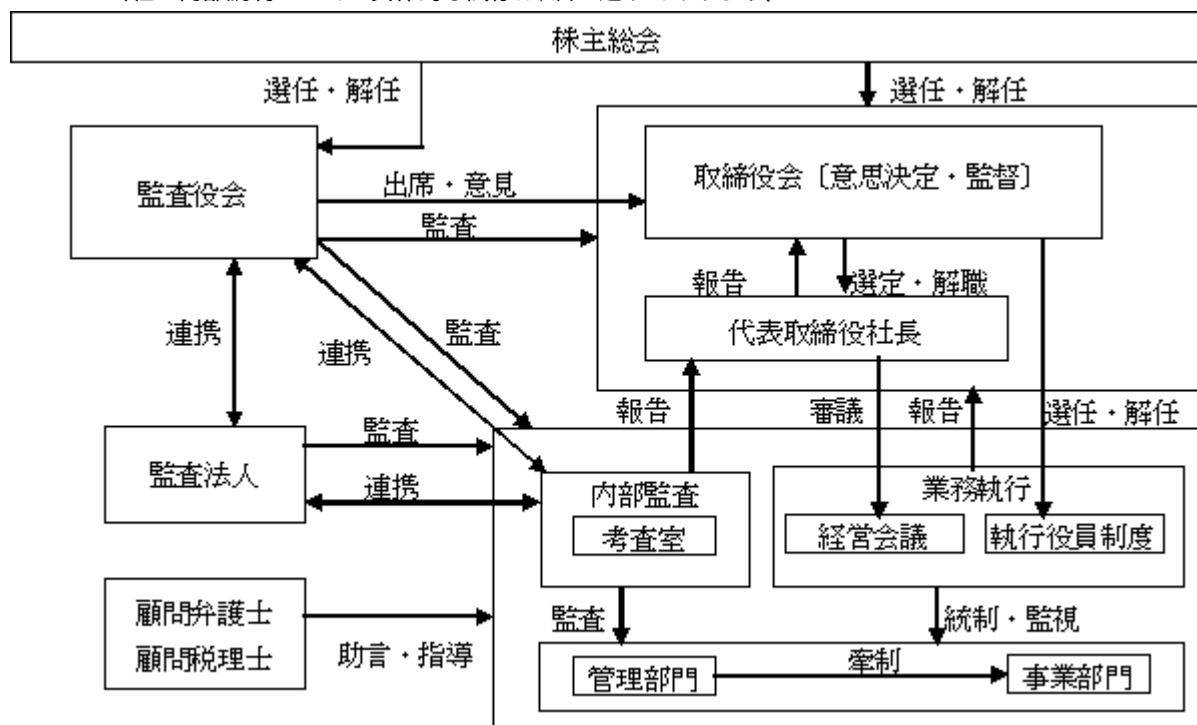 株主総会
選任・解任
選任・解任
監査役会
取締役会〔意思決定・監督〕
出席・意見
監査
報告
選定・解職
代表取締役社長
連携
連携
監査
報告
審議
報告
選任・解任
監査法人
監査
連携
内部監査
考査室
業務執行
経営会議
執行役員制度
顧問弁護士
顧問税理士
助言・指導
監査
統制・監視
管理部門
牽制
事業部門